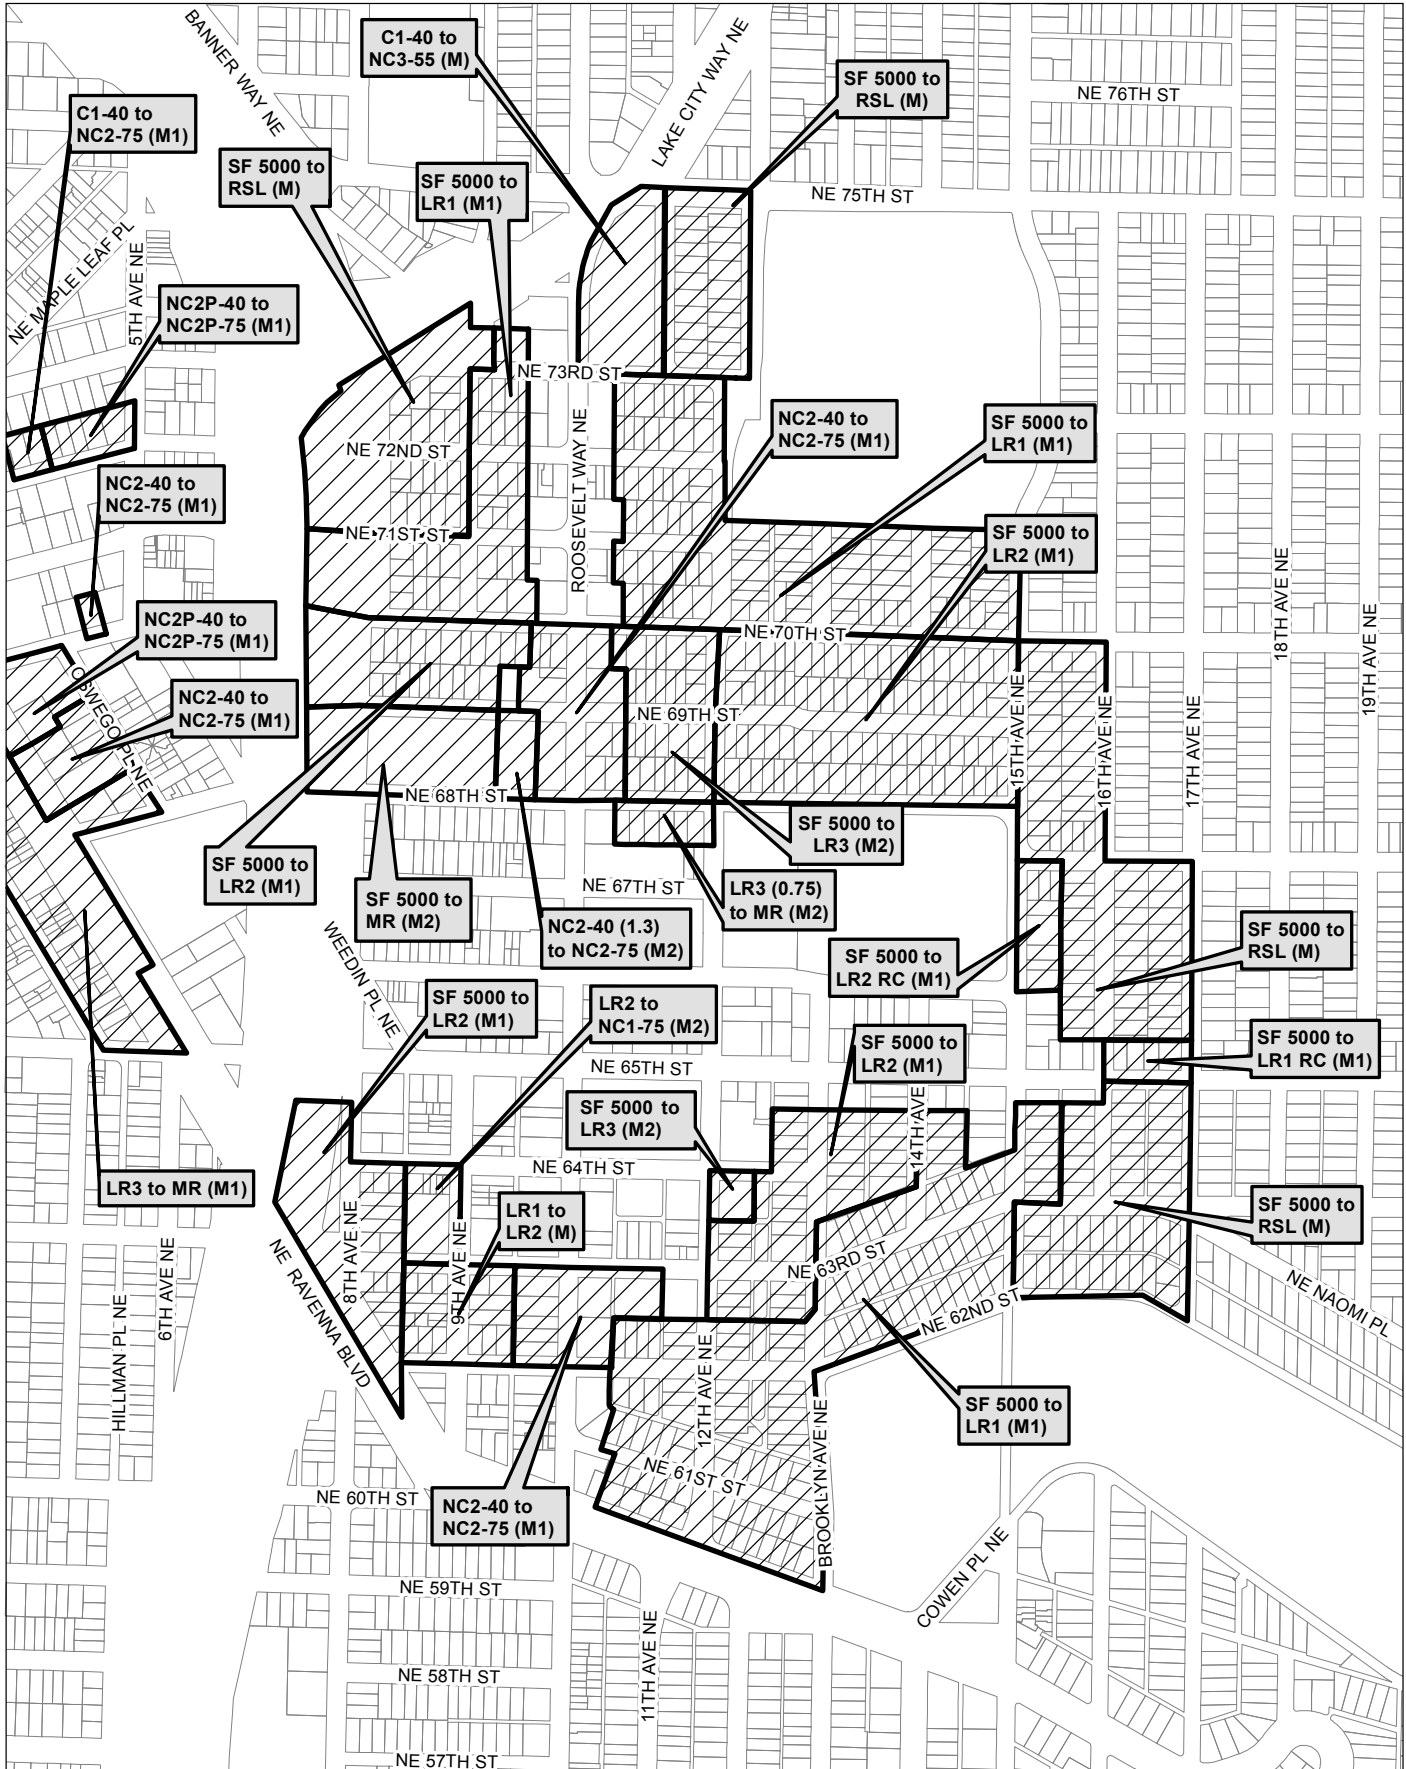 BANNER WAY NE
C1-40 to
NC3-55 (M)
LAKE CITY WAY NE
SF 5000 to
RSL (M)
NE 76TH ST
C1-40 to
NC2-75 (M1)
SF 5000 to
RSL (M)
SF 5000 to
LR1 (M1)
NE 75TH ST
NE MAPLE LEAF PL
5TH AVE NE
NC2P-40 to
NC2P-75 (M1)
NE 73RD ST
NE 72ND ST
ROOSEVELT WAY NE
NC2-40 to
NC2-75 (M1)
SF 5000 to
LR1 (M1)
NC2-40 to
NC2-75 (M1)
NE 71ST ST
SF 5000 to
LR2 (M1)
18TH AVE NE
19TH AVE NE
NC2P-40 to
NC2P-75 (M1)
NE 70TH ST
OSWEGO PL NE
NC2-40 to
NC2-75 (M1)
NE 69TH ST
15TH AVE NE
16TH AVE NE
17TH AVE NE
NE 68TH ST
SF 5000 to
LR3 (M2)
SF 5000 to
LR2 (M1)
SF 5000 to
MR (M2)
NE 67TH ST
LR3 (0.75)
to MR (M2)
NC2-40 (1.3)
to NC2-75 (M2)
SF 5000 to
LR2 RC (M1)
SF 5000 to
RSL (M)
WEEDIN PL NE
SF 5000 to
LR2 (M1)
LR2 to
NC1-75 (M2)
SF 5000 to
LR2 (M1)
SF 5000 to
LR1 RC (M1)
NE 65TH ST
SF 5000 to
LR3 (M2)
14TH AVE
NE 64TH ST
LR3 to MR (M1)
LR1 to
LR2 (M)
SF 5000 to
RSL (M)
8TH AVE NE
9TH AVE NE
6TH AVE NE
HILLMAN PL NE
NE RAVENNA BLVD
NE 63RD ST
NE 62ND ST
NE NAOMI PL
12TH AVE NE
BROOKLYN AVE NE
SF 5000 to
LR1 (M1)
NE 61ST ST
NE 60TH ST
NC2-40 to
NC2-75 (M1)
COWEN PL NE
NE 59TH ST
11TH AVE NE
NE 58TH ST
NE 57TH ST